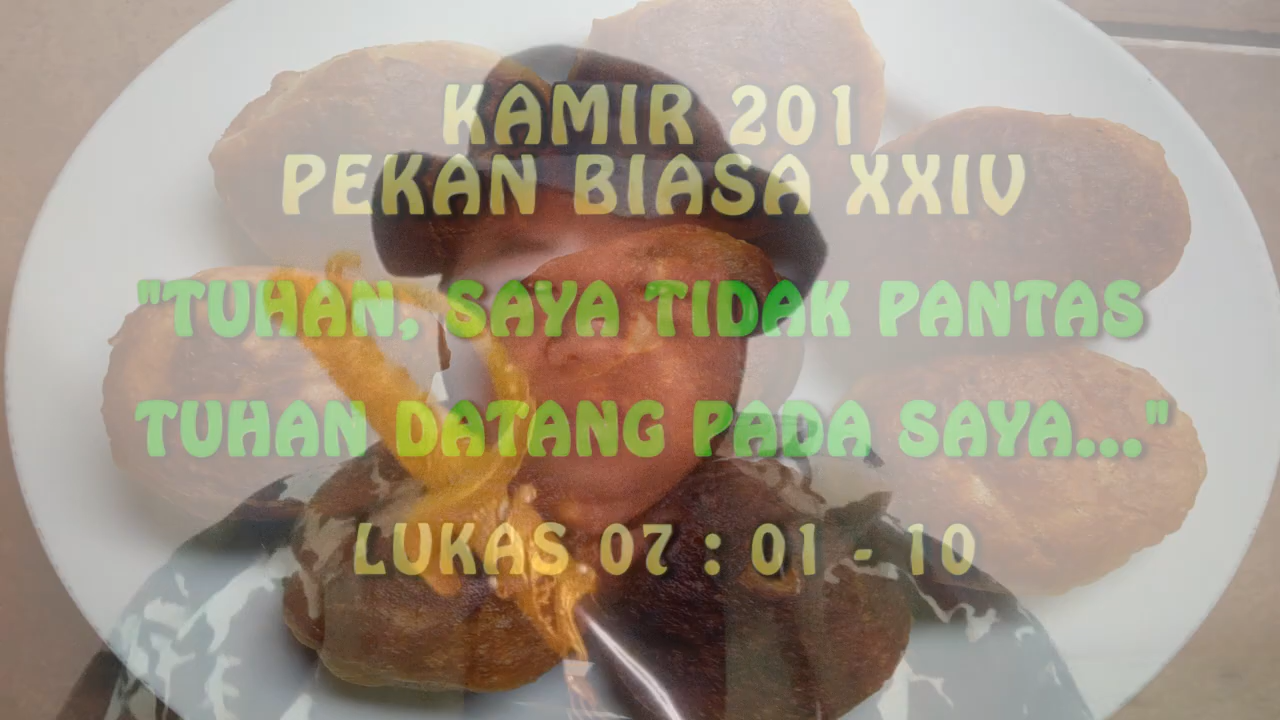 KAMIR 201
PEKAN BIASA XXIV
"TUHAN, SAYA TIDAK PANTAS
TUHAN DATANG PADA SAYA..."
LUKAS 07 : 01 - 10